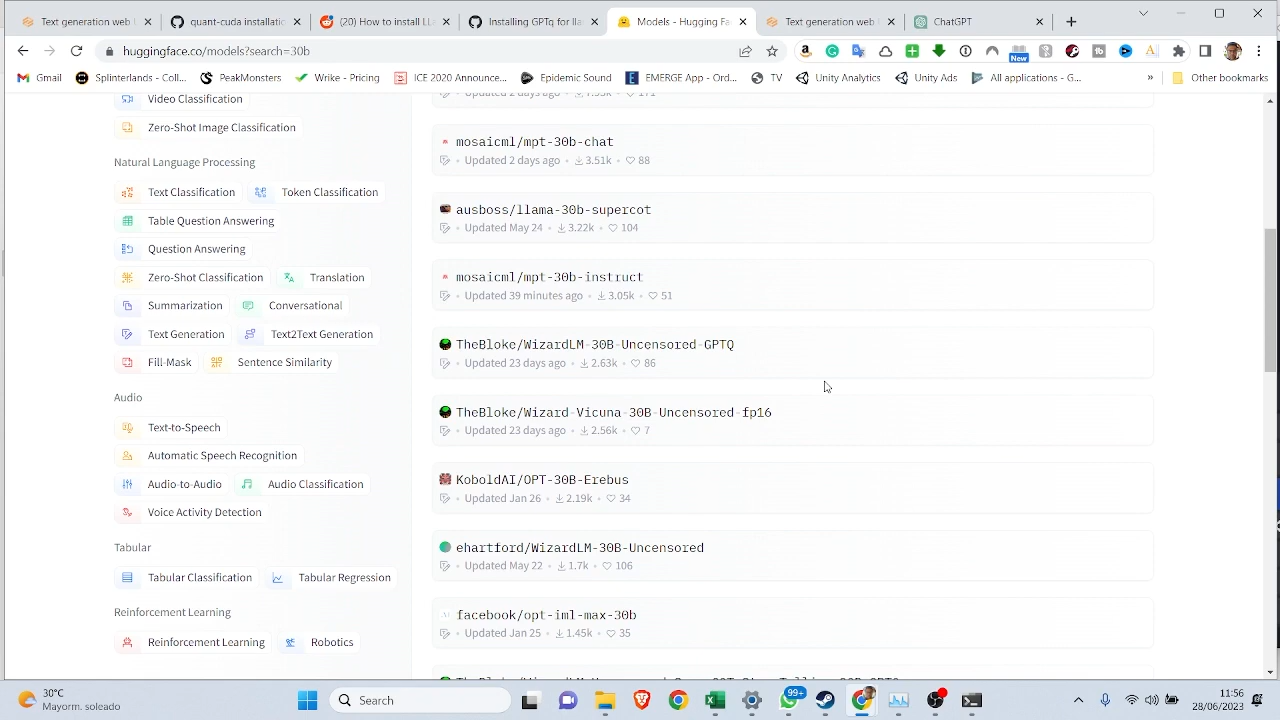 Text generation web
quant-cuda installatic
(20) How to install LL
Installing GPTq for lla
Models - Hugging Fa
Text generation web
ChatGPT
huggingface.co/models?search=30b
New
Gmail
Splinterlands - Coll...
PeakMonsters
Wrike - Pricing
ICE 2020 Announce...
Epidemic Sound
EMERGE App - Ord...
TV
Unity Analytics
Unity Ads
All applications - G...
»
Other bookmarks
Video Classification
Zero-Shot Image Classification
Natural Language Processing
Text Classification
Token Classification
Table Question Answering
Question Answering
Zero-Shot Classification
Translation
Summarization
Conversational
Text Generation
Text2Text Generation
Fill-Mask
Sentence Similarity
Audio
Text-to-Speech
Automatic Speech Recognition
Audio-to-Audio
Audio Classification
Voice Activity Detection
Tabular
Tabular Classification
Tabular Regression
Reinforcement Learning
Reinforcement Learning
Robotics
Updated 2 days ago • 7.53k • 171
mosaicml/mpt-30b-chat
• Updated 2 days ago • 3.51k • 88
ausboss/llama-30b-supercot
• Updated May 24 • 3.22k • 104
mosaicml/mpt-30b-instruct
• Updated 39 minutes ago • 3.05k • 51
TheBloke/WizardLM-30B-Uncensored-GPTQ
• Updated 23 days ago • 2.63k • 86
TheBloke/Wizard-Vicuna-30B-Uncensored-fp16
• Updated 23 days ago • 2.56k • 7
KoboldAI/OPT-30B-Erebus
• Updated Jan 26 • 2.19k • 34
ehartford/WizardLM-30B-Uncensored
• Updated May 22 • 1.7k • 106
facebook/opt-iml-max-30b
• Updated Jan 25 • 1.45k • 35
30°C
Mayorm. soleado
Search
99+
11:56
28/06/2023